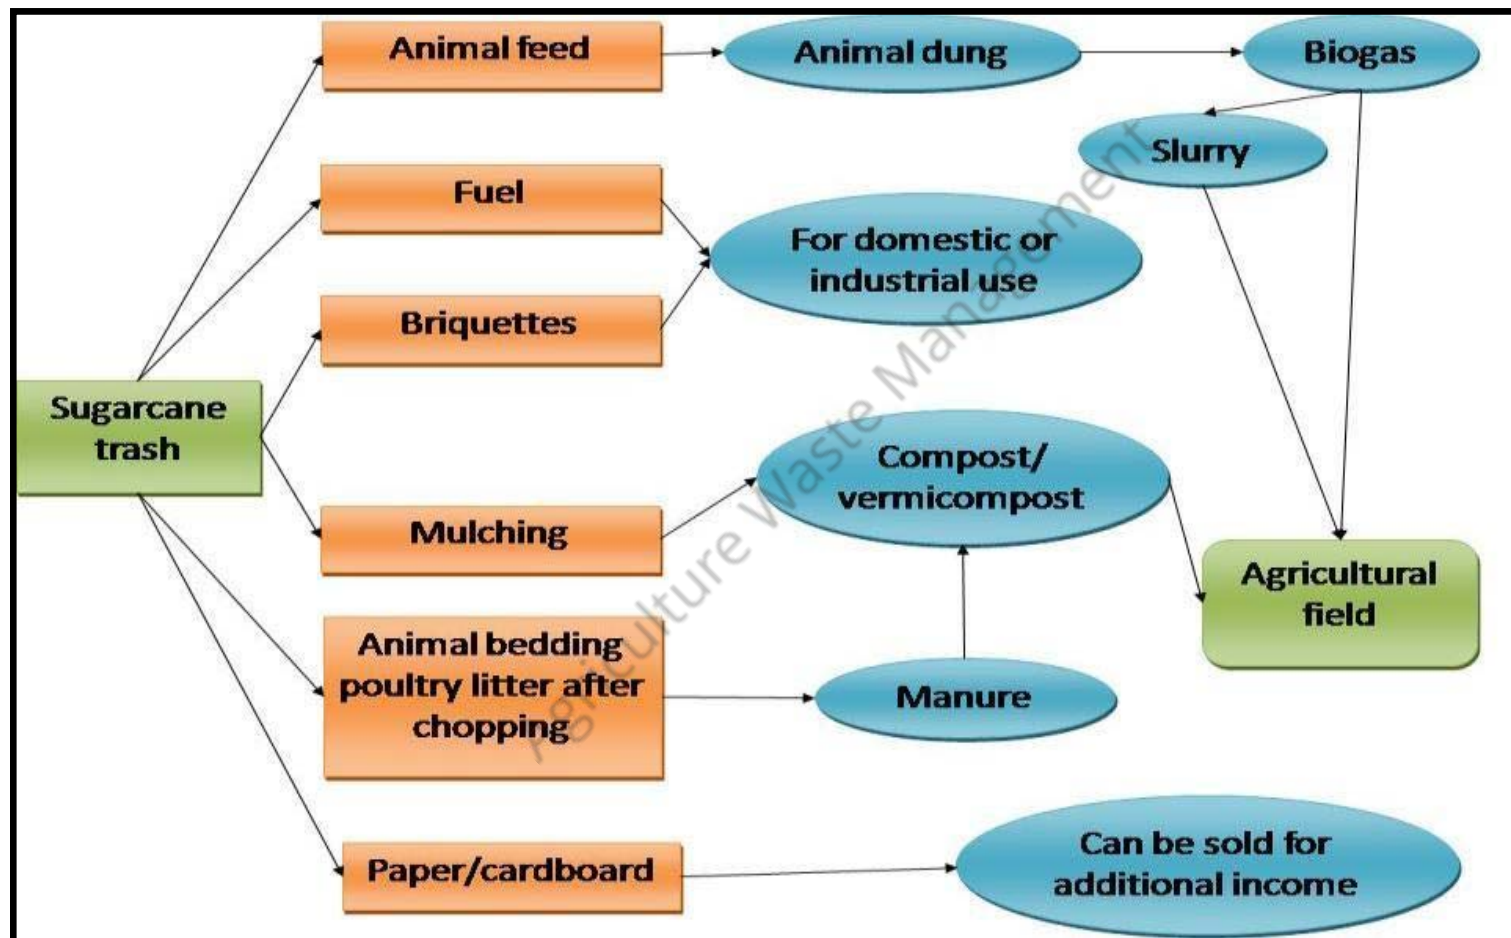 Animal feed
Animal dung
Biogas
Slurry
Fuel
For domestic or
industrial use
Briquettes
Sugarcane
trash
Compost/
vermicompost
Mulching
Agricultural
field
Animal bedding
poultry litter after
chopping
Manure
Paper/cardboard
Can be sold for
additional income
Agriculture Waste Management